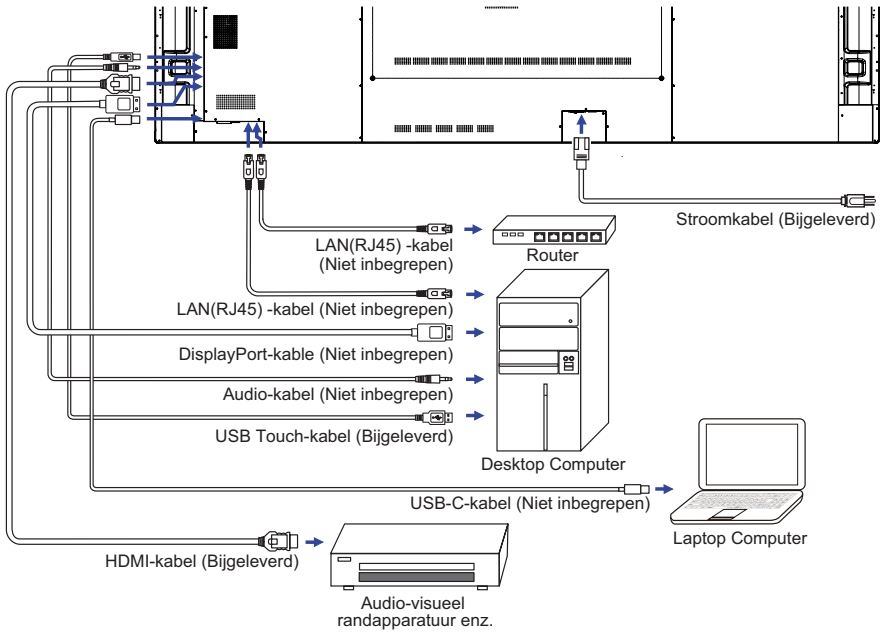 Stroomkabel (Bijgeleverd)
LAN(RJ45) -kabel
(Niet inbegrepen)
Router
LAN(RJ45) -kabel (Niet inbegrepen)
DisplayPort-kable (Niet inbegrepen)
Audio-kabel (Niet inbegrepen)
USB Touch-kabel (Bijgeleverd)
Desktop Computer
USB-C-kabel (Niet inbegrepen)
Laptop Computer
HDMI-kabel (Bijgeleverd)
Audio-visueel
randapparatuur enz.